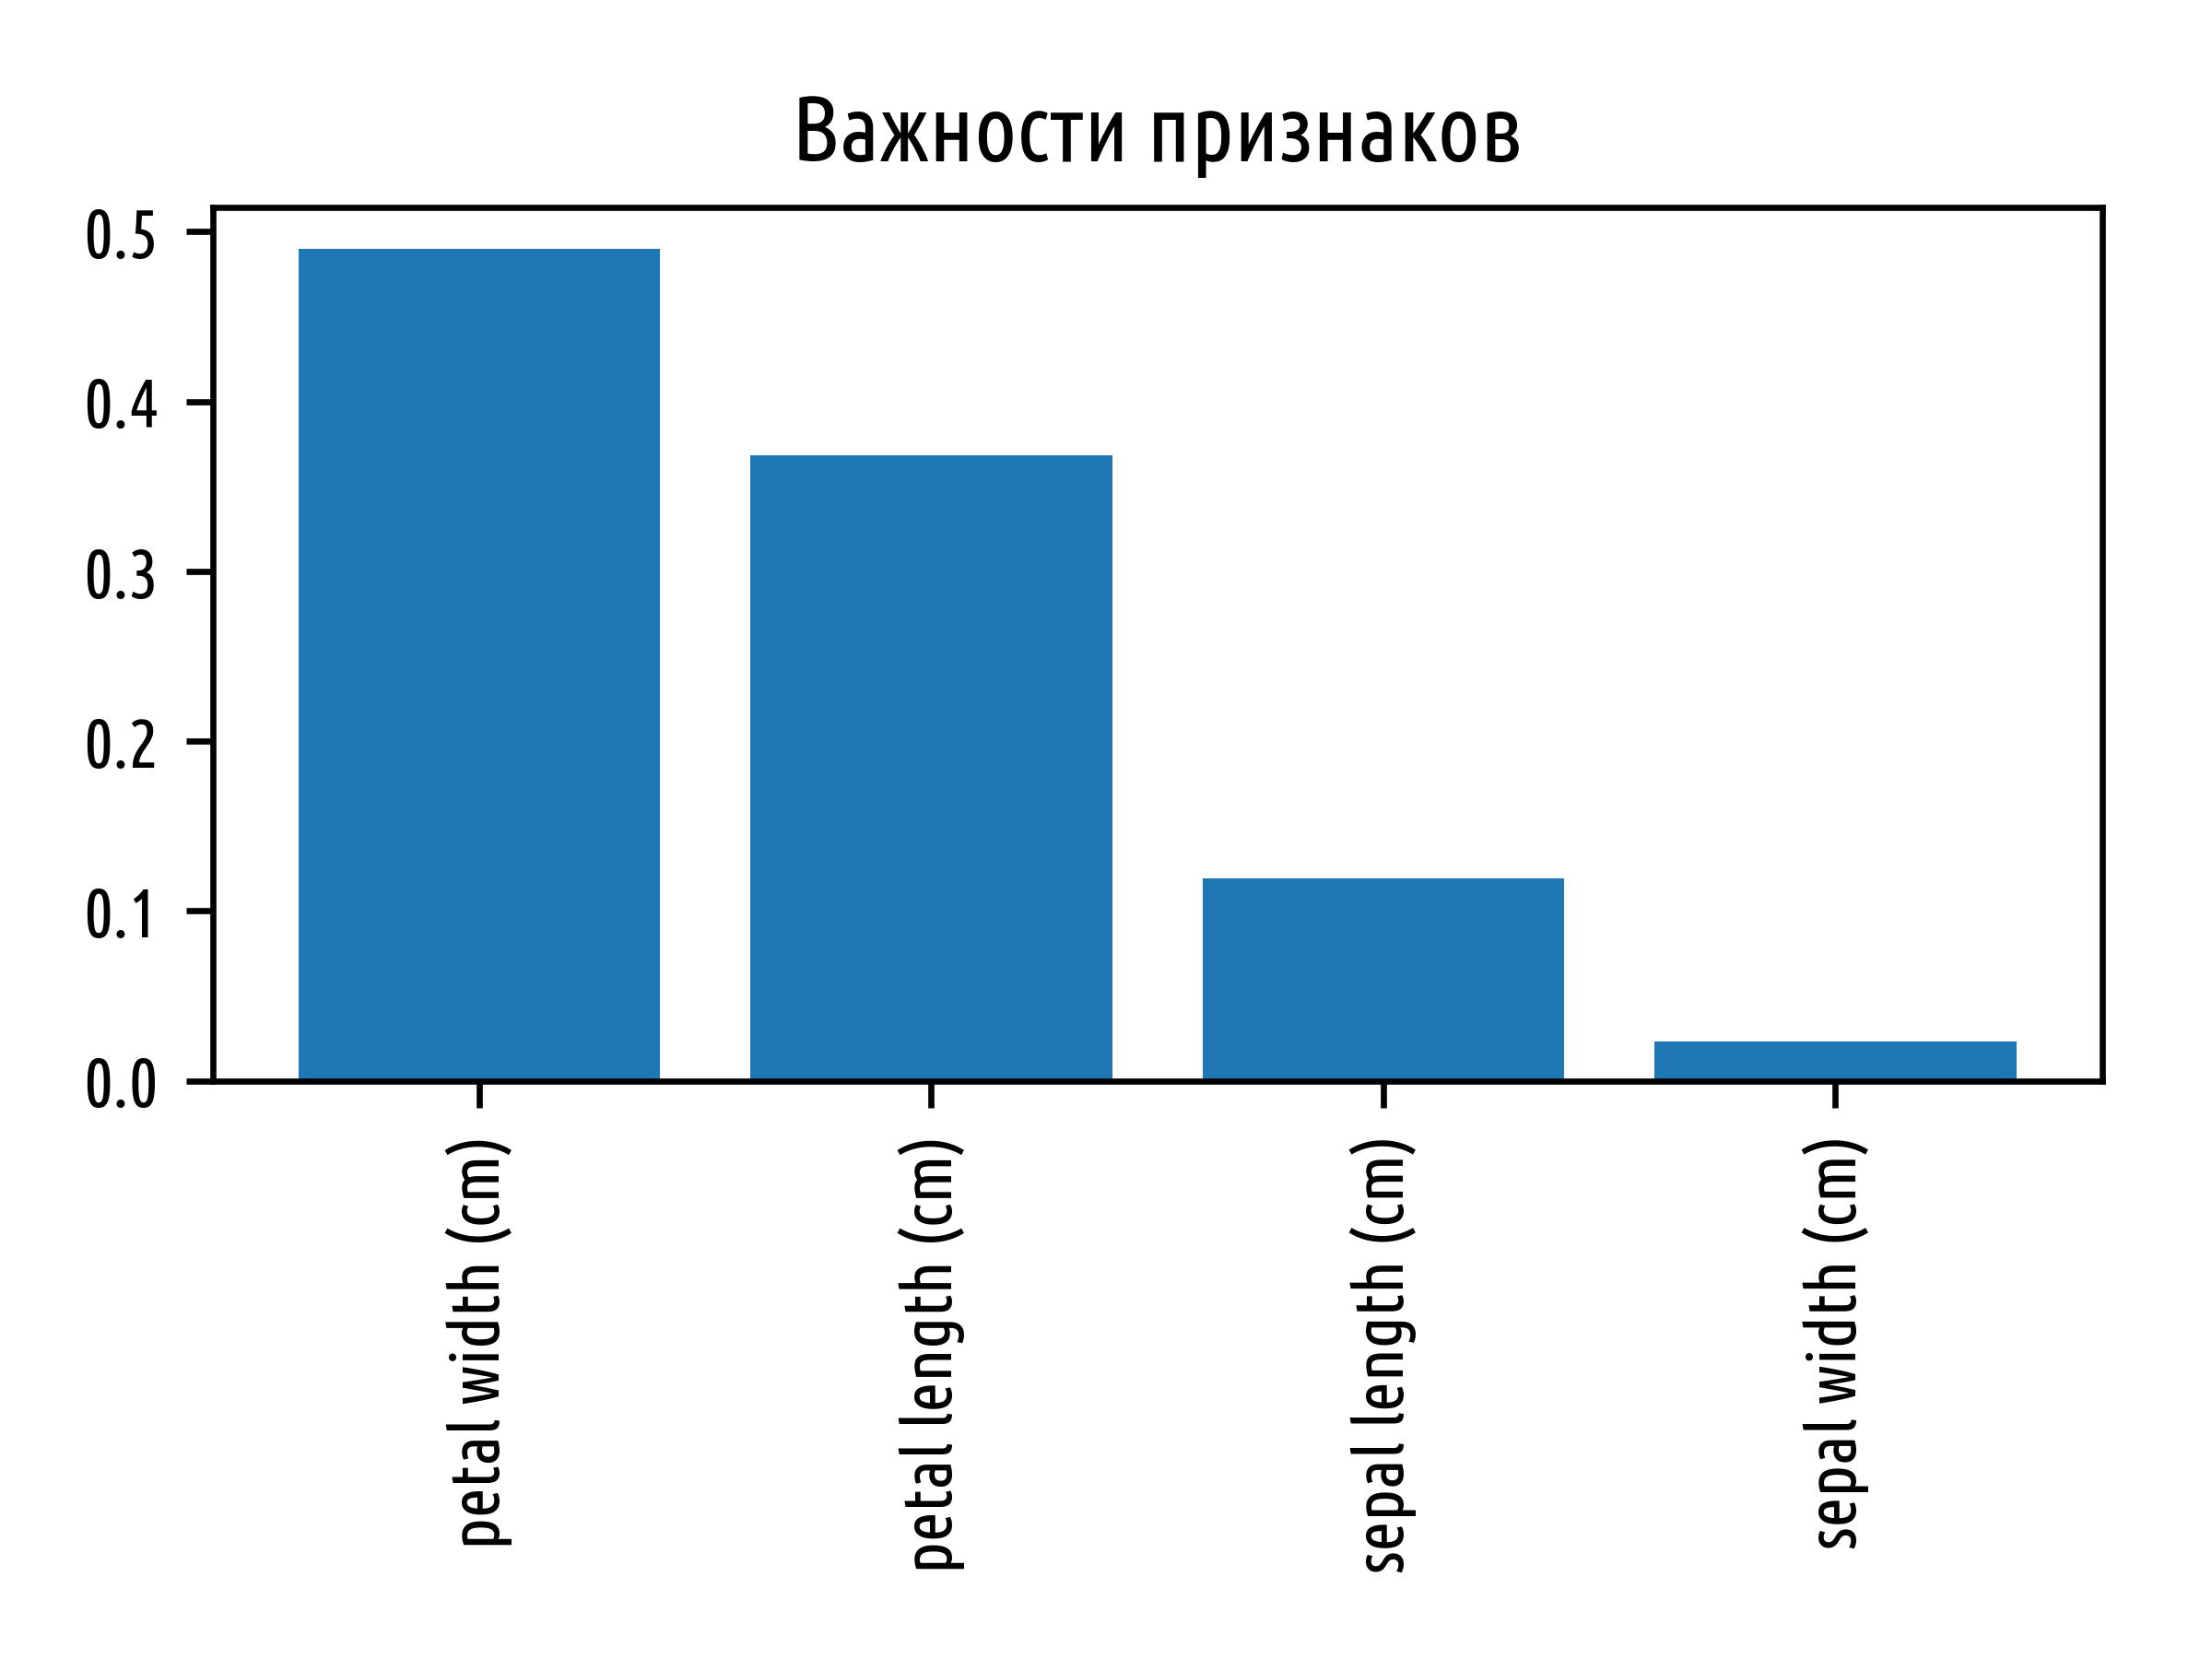 Важности признаков
0.5
0.4
0.3
0.2
0.1
0.0
petal width (cm)
petal length (cm)
sepal length (cm)
sepal width (cm)